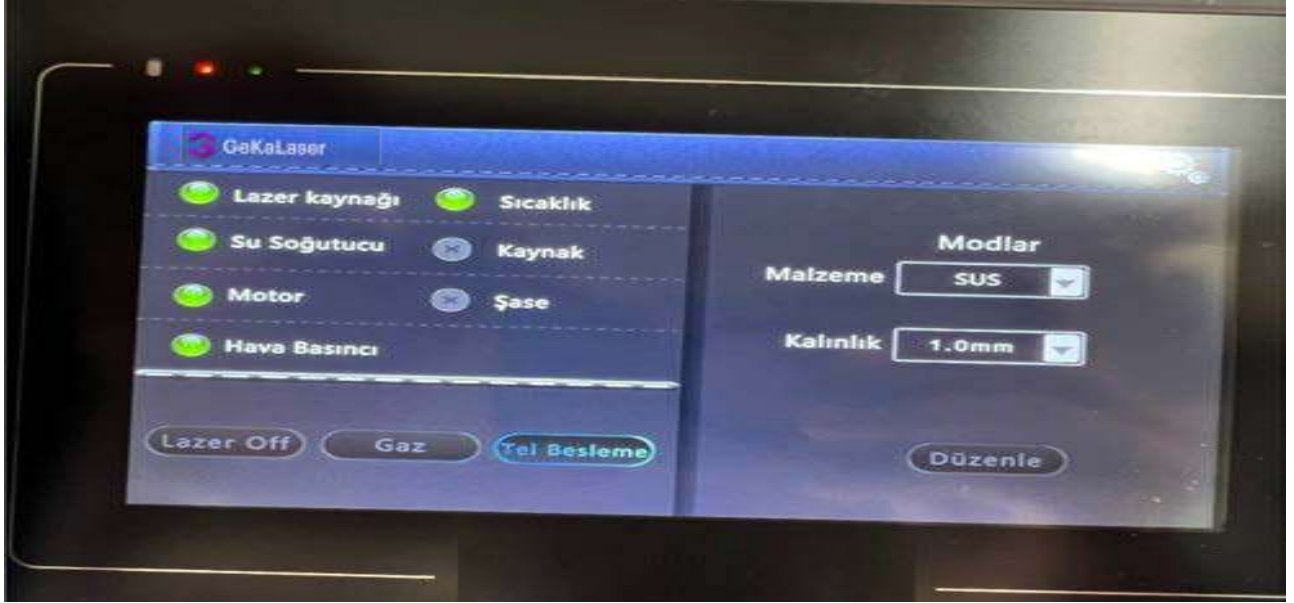 GeKaLaser
Lazer kaynağı Sıcaklık
Su Soğutucu Kaynak
Motor Şase
Hava Basıncı
Lazer Off Gaz Tel Besleme
Modlar
Malzeme SUS
Kalınlık 1.0mm
Düzenle